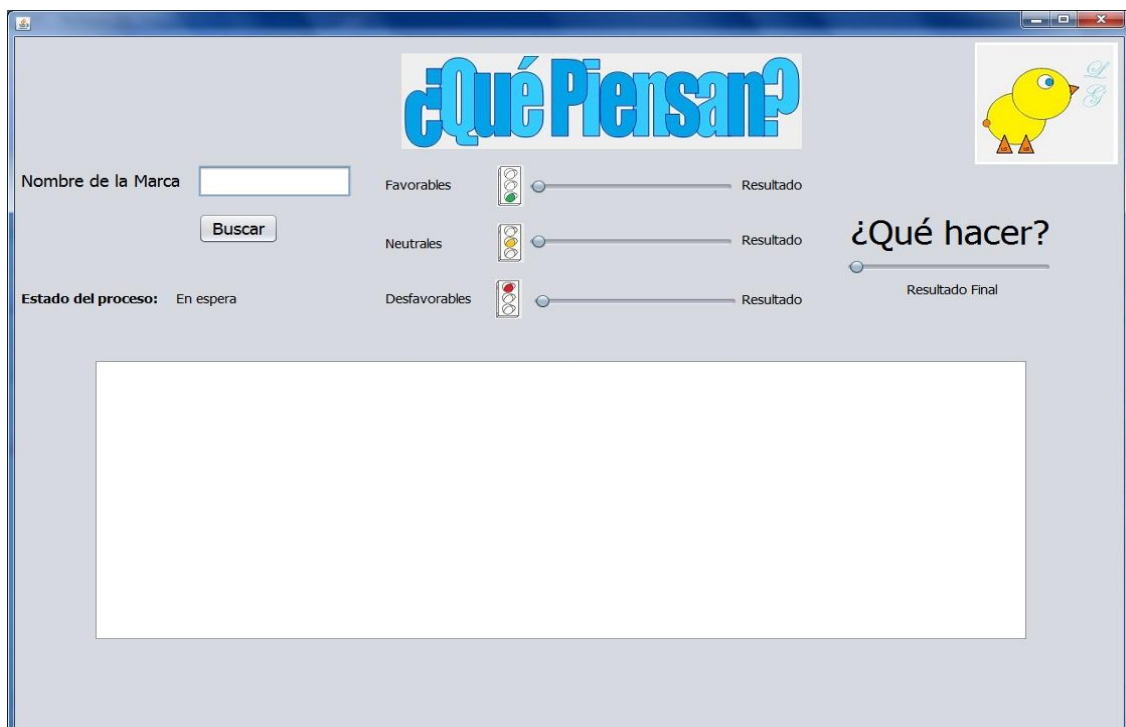 ¿Qué Piensan?
L
G
Nombre de la Marca
Favorables
Resultado
Buscar
Neutrales
Resultado
¿Qué hacer?
Estado del proceso: En espera
Desfavorables
Resultado
Resultado Final